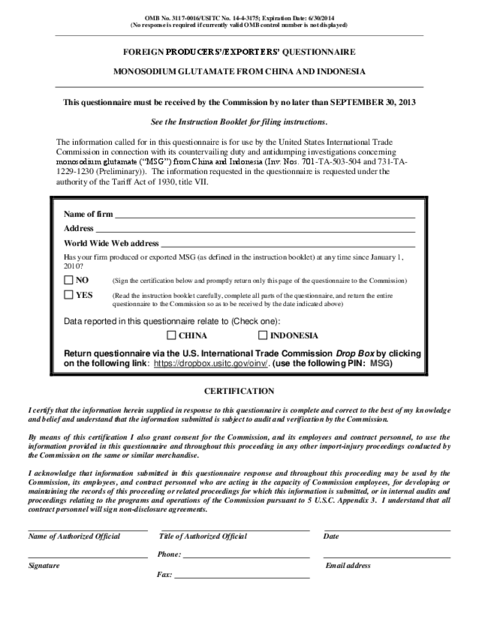 OMB No. 3117-0016/USITC No. 14-4-3175; Expiration Date: 6/30/2014
(No response is required if currently valid OMB control number is not displayed)
FOREIGN PRODUCERS'/EXPORTERS' QUESTIONNAIRE
MONOSODIUM GLUTAMATE FROM CHINA AND INDONESIA
This questionnaire must be received by the Commission by no later than SEPTEMBER 30, 2013
See the Instruction Booklet for filing instructions.
The information called for in this questionnaire is for use by the United States International Trade
Commission in connection with its countervailing duty and antidumping investigations concerning
monosodium glutamate ("MSG") from China and Indonesia (Inv. Nos. 701-TA-503-504 and 731-TA-
1229-1230 (Preliminary)). The information requested in the questionnaire is requested under the
authority of the Tariff Act of 1930, title VII.
Name of firm
Address
World Wide Web address
Has your firm produced or exported MSG (as defined in the instruction booklet) at any time since January 1,
2010?
NO (Sign the certification below and promptly return only this page of the questionnaire to the Commission)
YES (Read the instruction booklet carefully, complete all parts of the questionnaire, and return the entire
questionnaire to the Commission so as to be received by the date indicated above)
Data reported in this questionnaire relate to (Check one):
CHINA INDONESIA
Return questionnaire via the U.S. International Trade Commission Drop Box by clicking
on the following link: https://dropbox.usitc.gov/oinv/. (use the following PIN: MSG)
CERTIFICATION
I certify that the information herein supplied in response to this questionnaire is complete and correct to the best of my knowledge
and belief and understand that the information submitted is subject to audit and verification by the Commission.
By means of this certification I also grant consent for the Commission, and its employees and contract personnel, to use the
information provided in this questionnaire and throughout this proceeding in any other import-injury proceedings conducted by
the Commission on the same or similar merchandise.
I acknowledge that information submitted in this questionnaire response and throughout this proceeding may be used by the
Commission, its employees, and contract personnel who are acting in the capacity of Commission employees, for developing or
maintaining the records of this proceeding or related proceedings for which this information is submitted, or in internal audits and
proceedings relating to the programs and operations of the Commission pursuant to 5 U.S.C. Appendix 3. I understand that all
contract personnel will sign non-disclosure agreements.
Name of Authorized Official Title of Authorized Official Date
Phone:
Signature Email address
Fax: